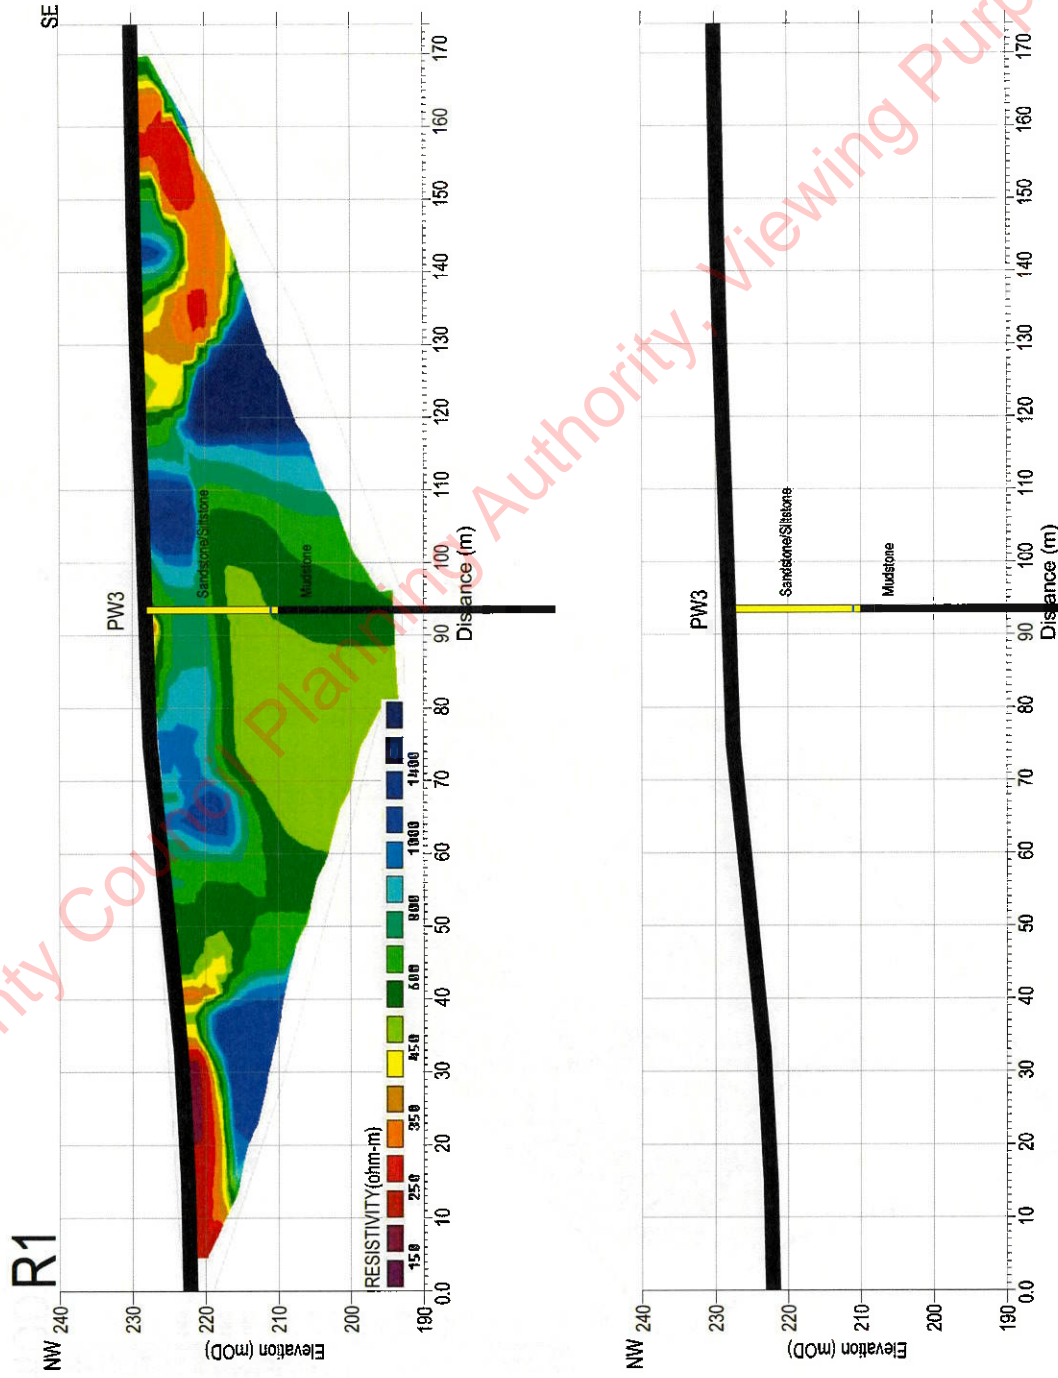 R1
NW
SE
240
230
220
210
200
190
Elevation (mOD)
PW3
Sandstone/Siltstone
Mudstone
RESISTIVITY(ohm-m)
150 250 350 450 600 800 1000 1400
0.0 10 20 30 40 50 60 70 80 90 100 110 120 130 140 150 160 170
Distance (m)
NW
240
230
220
210
200
190
Elevation (mOD)
PW3
Sandstone/Siltstone
Mudstone
0.0 10 20 30 40 50 60 70 80 90 100 110 120 130 140 150 160 170
Distance (m)
nty Council Planning Authority, Viewing Purp